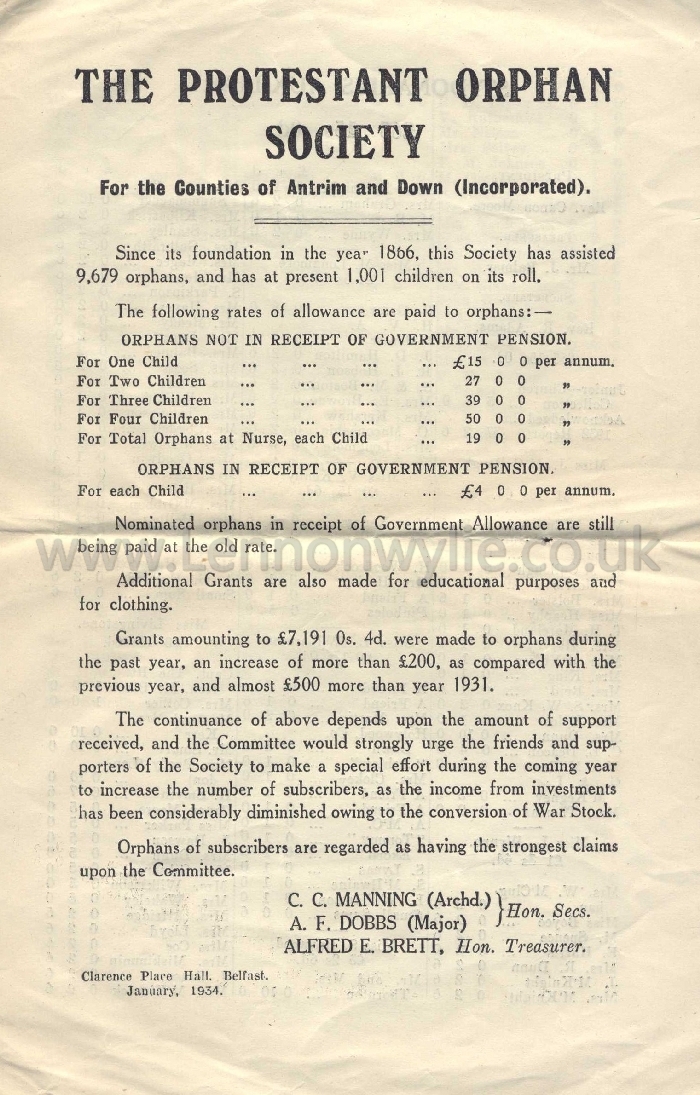 THE PROTESTANT ORPHAN
SOCIETY
For the Counties of Antrim and Down (Incorporated).
Since its foundation in the year 1866, this Society has assisted
9,679 orphans, and has at present 1,001 children on its roll.
The following rates of allowance are paid to orphans:—
ORPHANS NOT IN RECEIPT OF GOVERNMENT PENSION.
For One Child ... ... ... ... £15 0 0 per annum.
For Two Children ... ... ... ... 27 0 0 „
For Three Children ... ... ... ... 39 0 0 „
For Four Children ... ... ... ... 50 0 0 „
For Total Orphans at Nurse, each Child ... 19 0 0 „
ORPHANS IN RECEIPT OF GOVERNMENT PENSION.
For each Child ... ... ... ... £4 0 0 per annum.
Nominated orphans in receipt of Government Allowance are still
being paid at the old rate.
www.Lennonwylie.co.uk
Additional Grants are also made for educational purposes and
for clothing.
Grants amounting to £7,191 0s. 4d. were made to orphans during
the past year, an increase of more than £200, as compared with the
previous year, and almost £500 more than year 1931.
The continuance of above depends upon the amount of support
received, and the Committee would strongly urge the friends and sup-
porters of the Society to make a special effort during the coming year
to increase the number of subscribers, as the income from investments
has been considerably diminished owing to the conversion of War Stock.
Orphans of subscribers are regarded as having the strongest claims
upon the Committee.
C. C. MANNING (Archd.)
A. F. DOBBS (Major) } Hon. Secs.
ALFRED E. BRETT, Hon. Treasurer.
Clarence Place Hall, Belfast.
January, 1934.